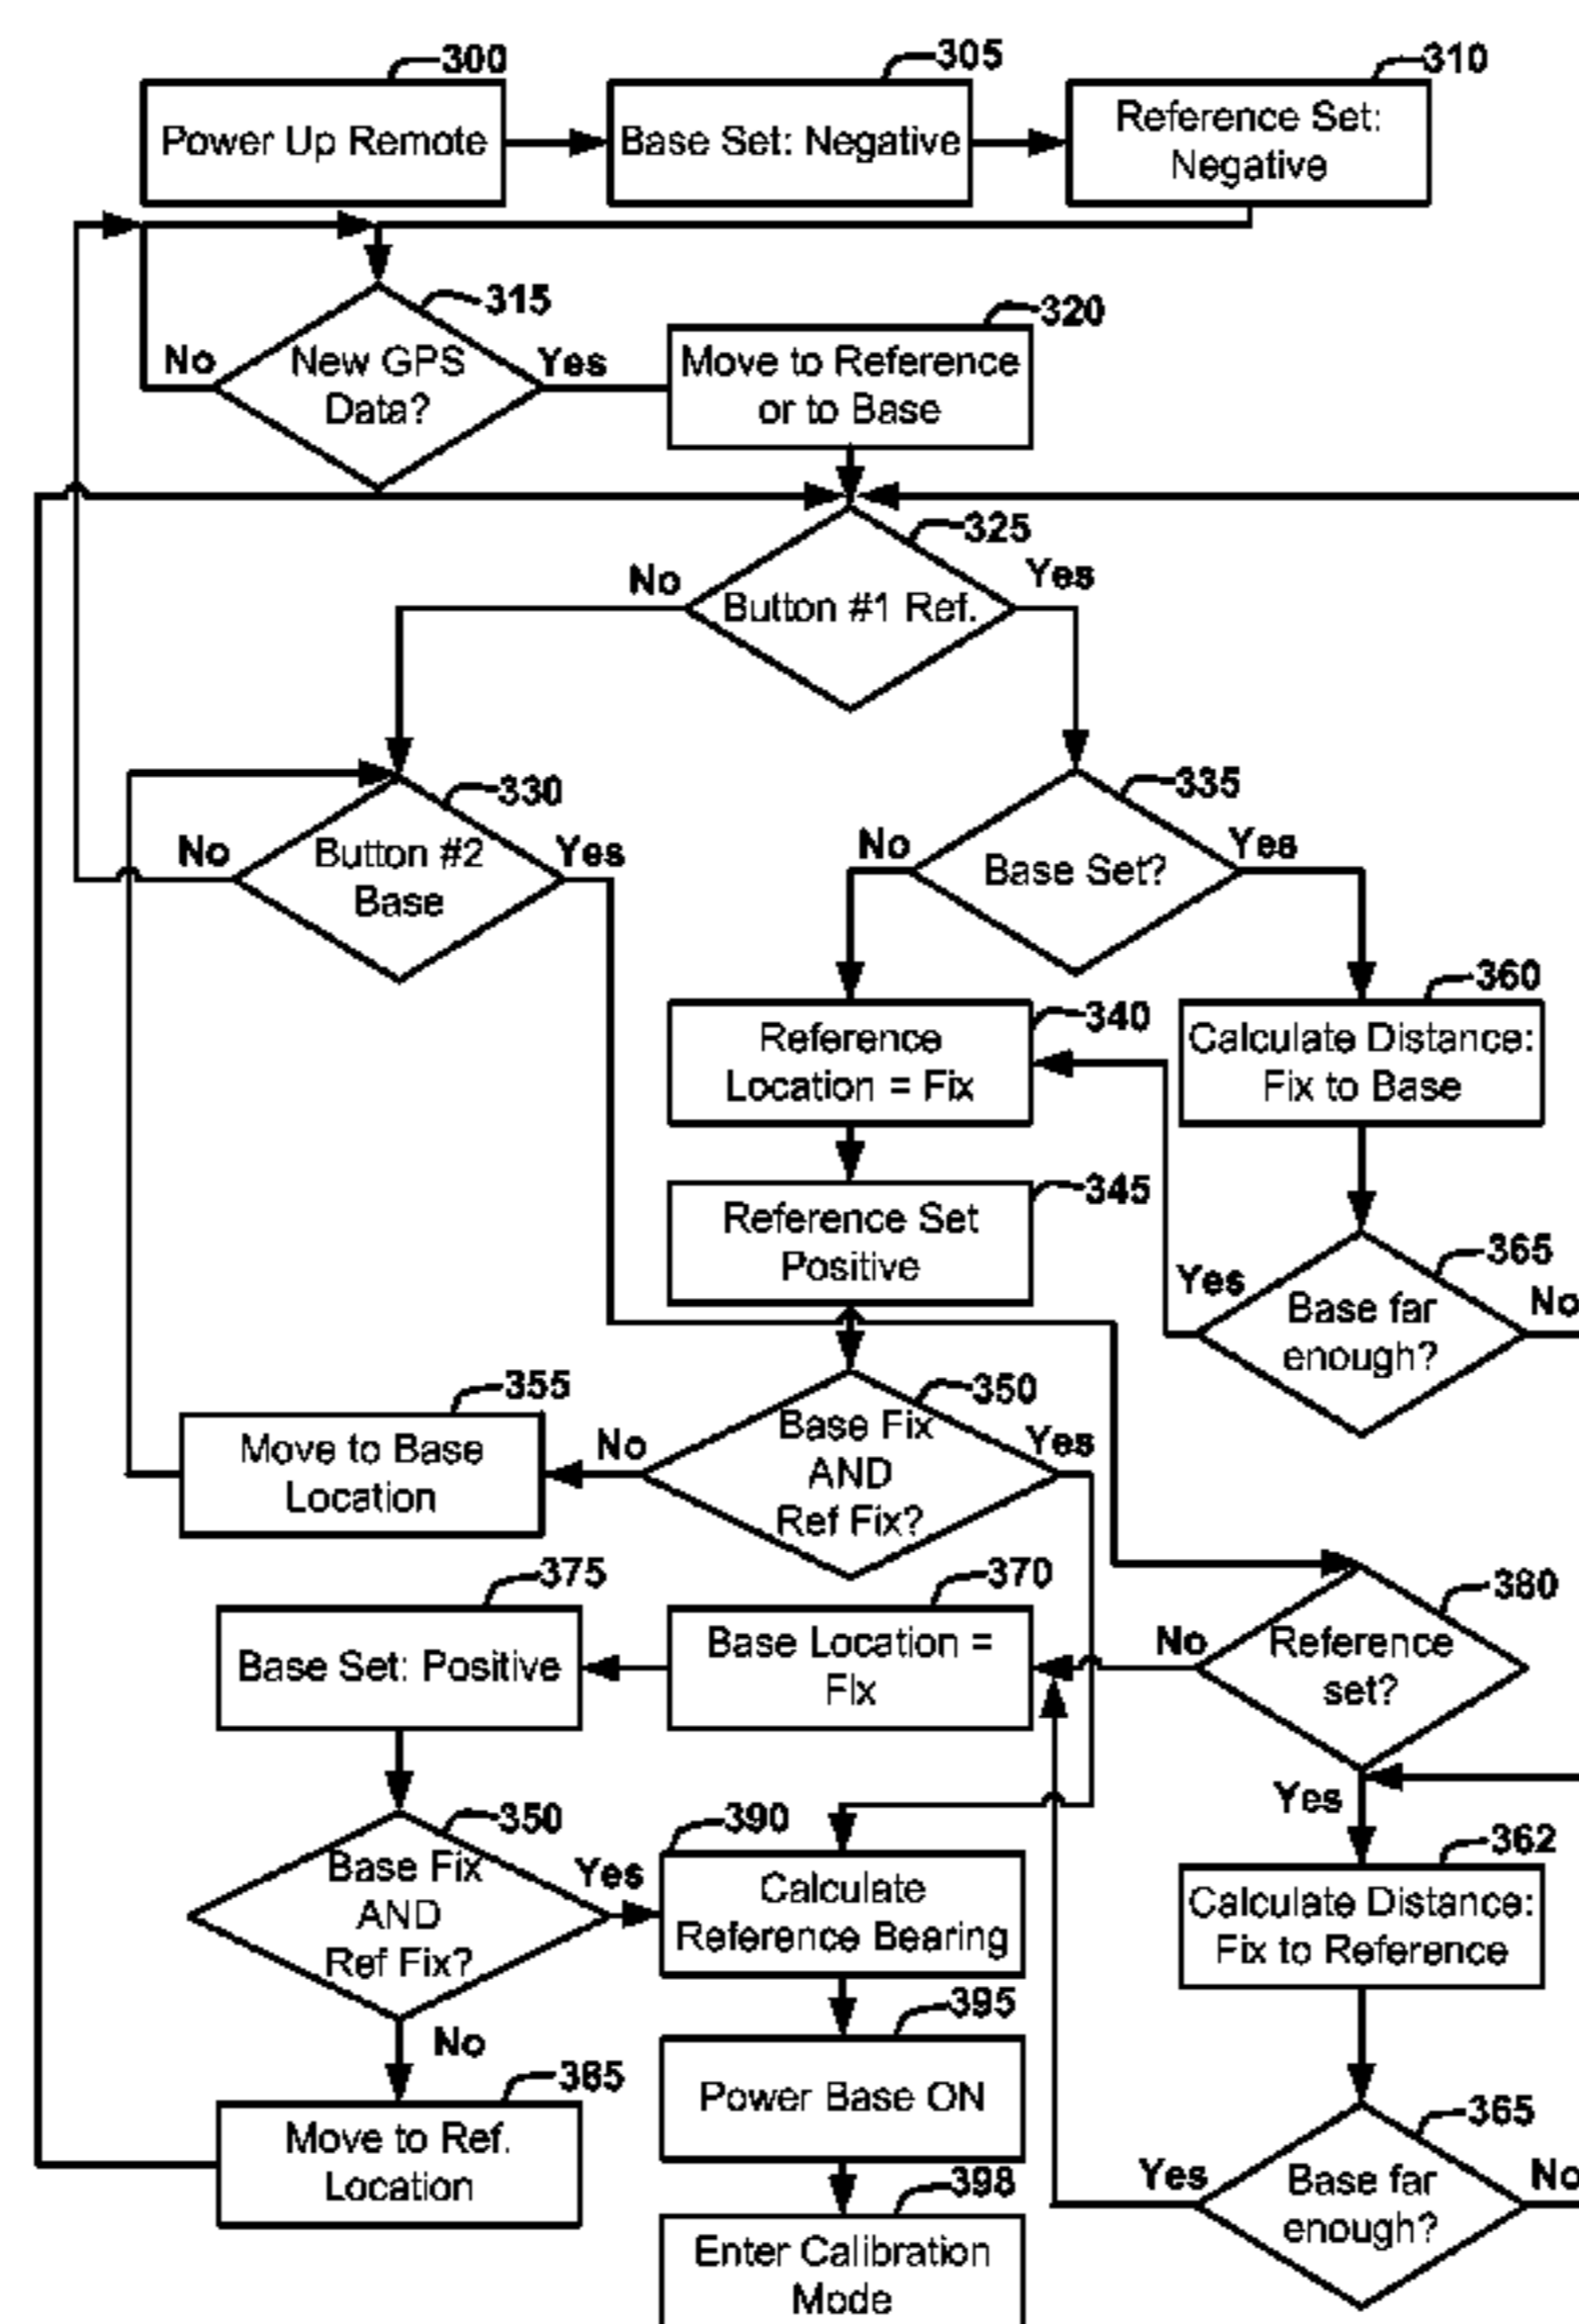 300
Power Up Remote
305
Base Set: Negative
310
Reference Set:
Negative
315
New GPS
Data?
No
Yes
320
Move to Reference
or to Base
325
Button #1 Ref.
No
Yes
330
Button #2
Base
No
Yes
335
Base Set?
No
Yes
340
Reference
Location = Fix
360
Calculate Distance:
Fix to Base
345
Reference Set
Positive
365
Base far
enough?
Yes
No
350
Base Fix
AND
Ref Fix?
No
Yes
355
Move to Base
Location
375
Base Set: Positive
370
Base Location =
Fix
380
Reference
set?
No
Yes
350
Base Fix
AND
Ref Fix?
Yes
No
390
Calculate
Reference Bearing
362
Calculate Distance:
Fix to Reference
395
Power Base ON
385
Move to Ref.
Location
365
Base far
enough?
Yes
No
398
Enter Calibration
Mode